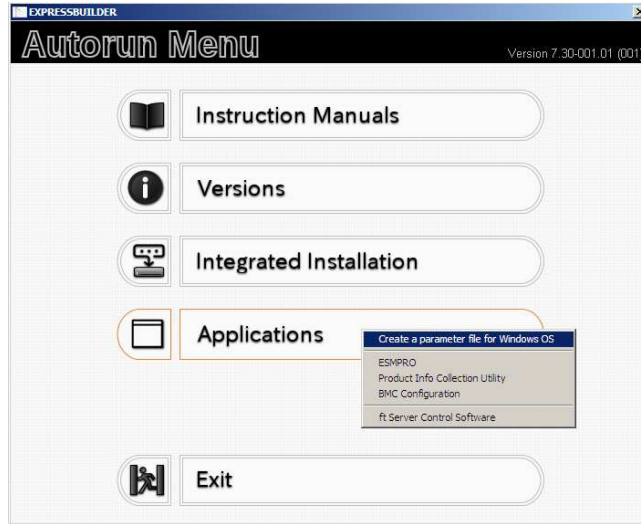 EXPRESSBUILDER
Autorun Menu
Version 7.30-001.01 (001
Instruction Manuals
Versions
Integrated Installation
Applications
Create a parameter file for Windows OS
ESMPRO
Product Info Collection Utility
BMC Configuration
ft Server Control Software
Exit